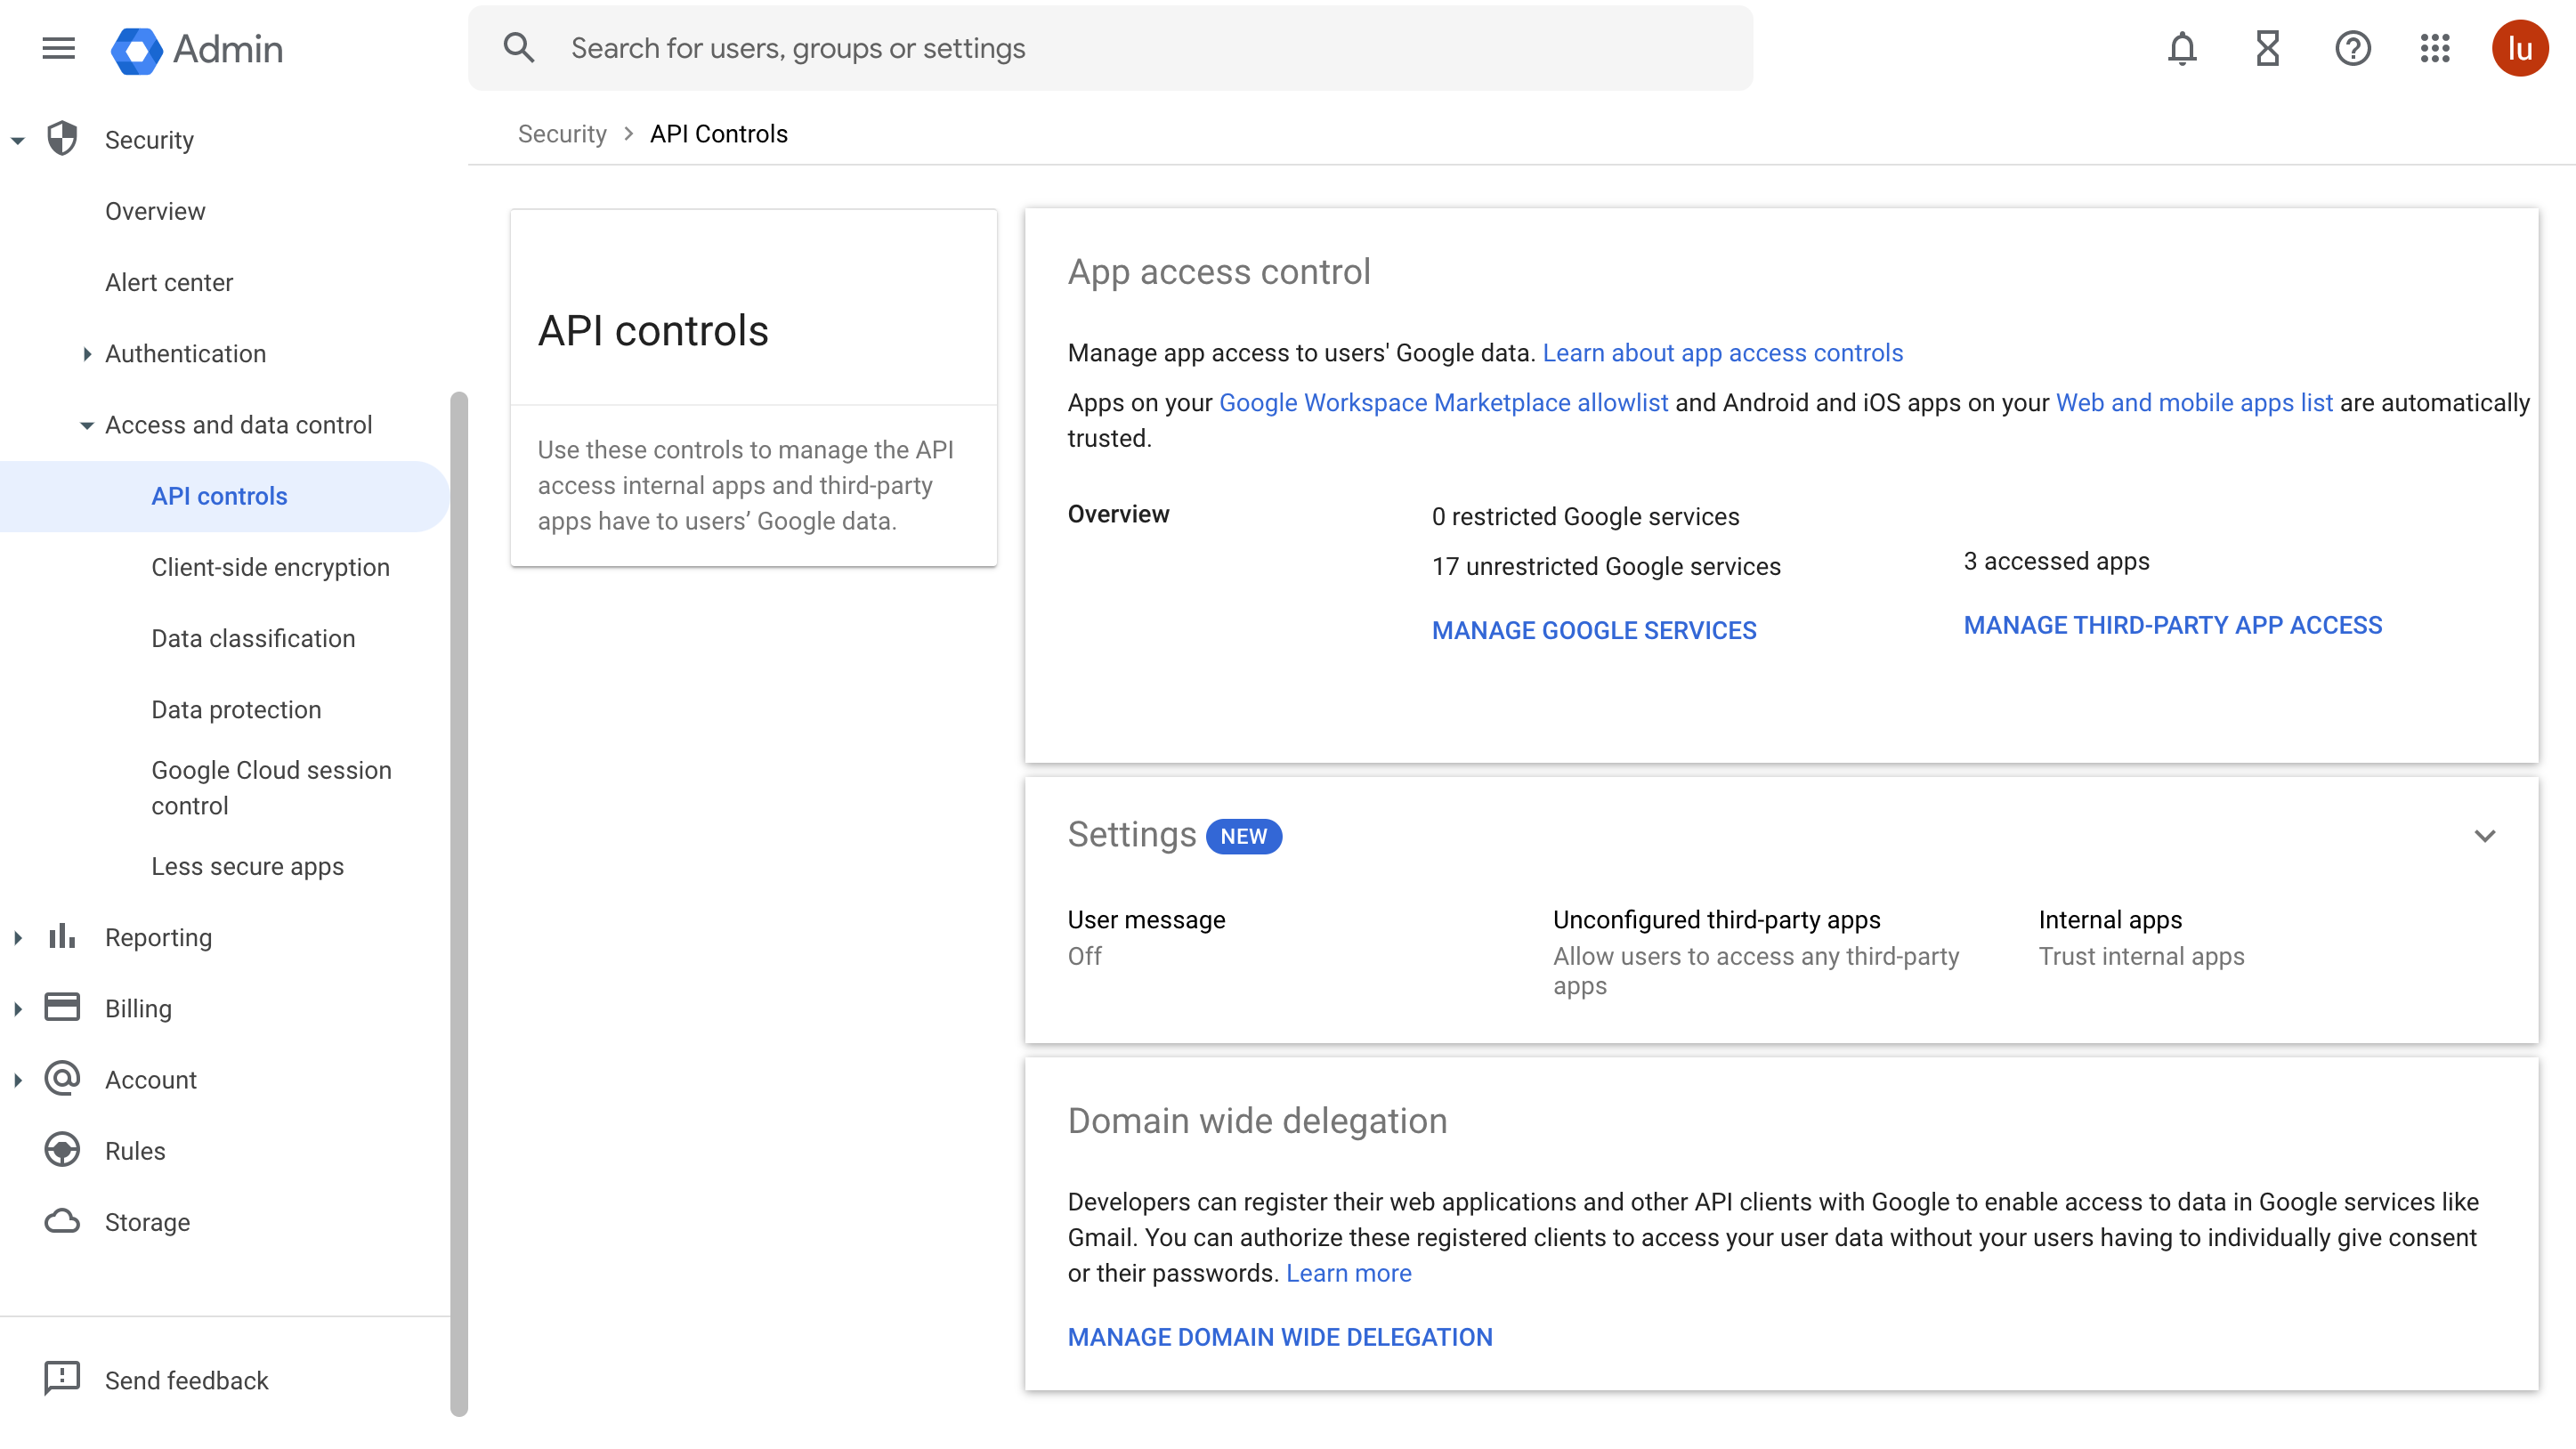 Admin
Search for users, groups or settings
lu
Security
Overview
Alert center
Authentication
Access and data control
API controls
Client-side encryption
Data classification
Data protection
Google Cloud session
control
Less secure apps
Reporting
Billing
Account
Rules
Storage
Send feedback
Security > API Controls
API controls
Use these controls to manage the API
access internal apps and third-party
apps have to users’ Google data.
App access control
Manage app access to users' Google data. Learn about app access controls
Apps on your Google Workspace Marketplace allowlist and Android and iOS apps on your Web and mobile apps list are automatically
trusted.
Overview
0 restricted Google services
17 unrestricted Google services
MANAGE GOOGLE SERVICES
3 accessed apps
MANAGE THIRD-PARTY APP ACCESS
Settings NEW
User message
Off
Unconfigured third-party apps
Allow users to access any third-party
apps
Internal apps
Trust internal apps
Domain wide delegation
Developers can register their web applications and other API clients with Google to enable access to data in Google services like
Gmail. You can authorize these registered clients to access your user data without your users having to individually give consent
or their passwords. Learn more
MANAGE DOMAIN WIDE DELEGATION